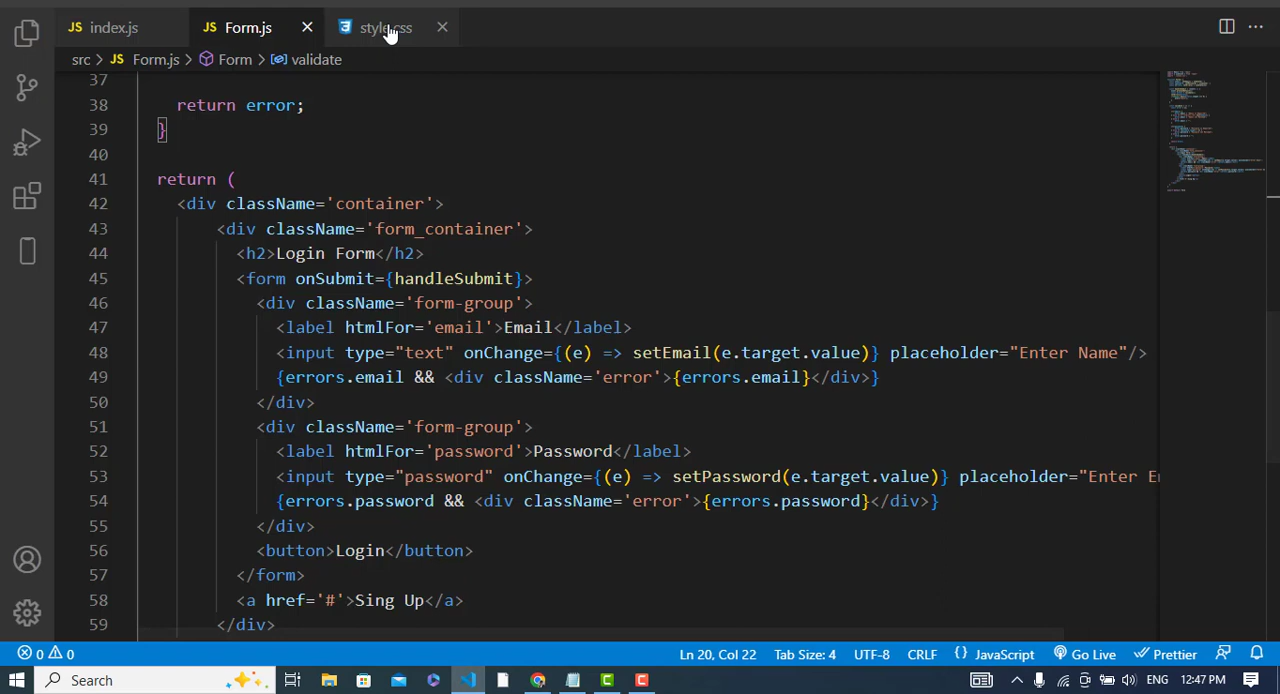 JS index.js JS Form.js style.css
src > JS Form.js > Form > validate
37
38 return error;
39 }
40
41 return (
42 <div className='container'>
43 <div className='form_container'>
44 <h2>Login Form</h2>
45 <form onSubmit={handleSubmit}>
46 <div className='form-group'>
47 <label htmlFor='email'>Email</label>
48 <input type="text" onChange={(e) => setEmail(e.target.value)} placeholder="Enter Name"/>
49 {errors.email && <div className='error'>{errors.email}</div>}
50 </div>
51 <div className='form-group'>
52 <label htmlFor='password'>Password</label>
53 <input type="password" onChange={(e) => setPassword(e.target.value)} placeholder="Enter E
54 {errors.password && <div className='error'>{errors.password}</div>}
55 </div>
56 <button>Login</button>
57 </form>
58 <a href='#'>Sing Up</a>
59 </div>
0 0 Ln 20, Col 22 Tab Size: 4 UTF-8 CRLF {} JavaScript Go Live Prettier
Search ENG 12:47 PM